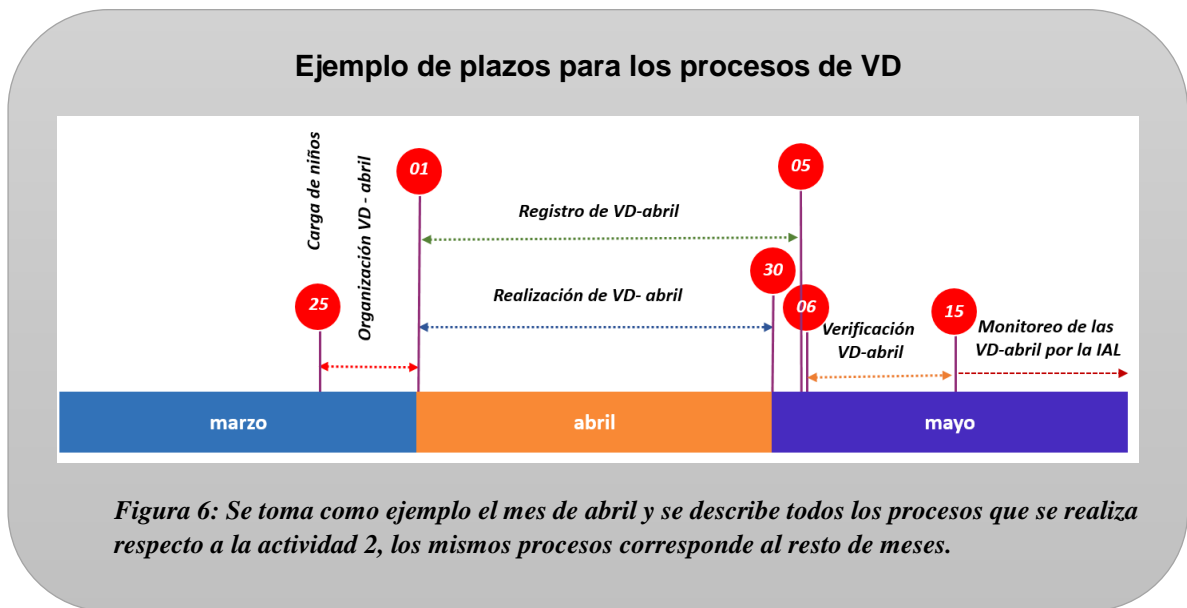 Ejemplo de plazos para los procesos de VD
Carga de niños
Organización VD - abril
01
05
Registro de VD-abril
30
25
Realización de VD- abril
06
15
Verificación
VD-abril
Monitoreo de las
VD-abril por la IAL
marzo
abril
mayo
Figura 6: Se toma como ejemplo el mes de abril y se describe todos los procesos que se realiza
respecto a la actividad 2, los mismos procesos corresponde al resto de meses.